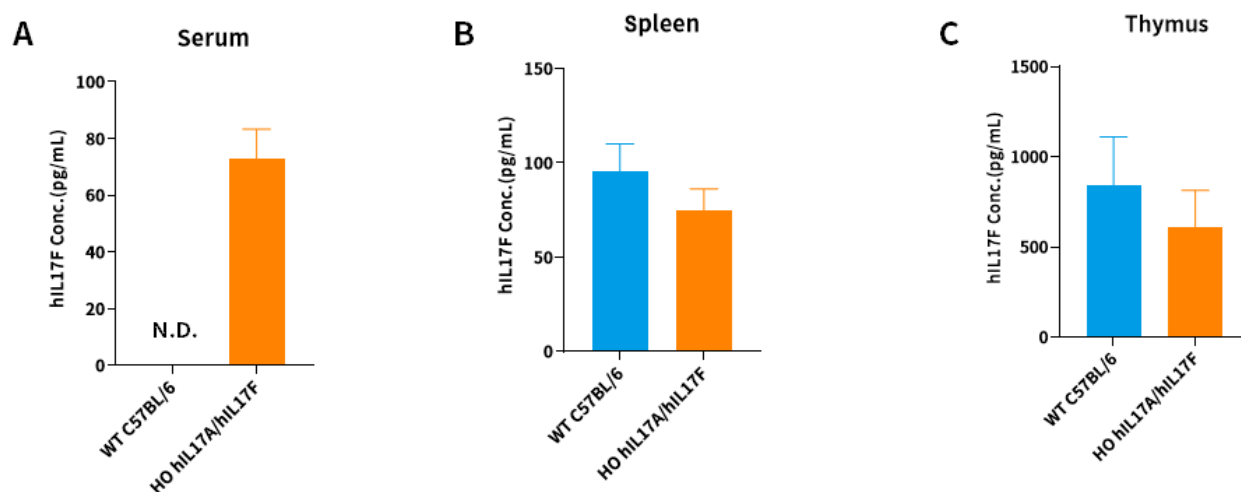 A
Serum
hIL17F Conc.(pg/mL)
100
80
60
40
20
0
N.D.
WT C57BL/6
HO hIL17A/hIL17F
B
Spleen
hIL17F Conc.(pg/mL)
150
100
50
0
WT C57BL/6
HO hIL17A/hIL17F
C
Thymus
hIL17F Conc.(pg/mL)
1500
1000
500
0
WT C57BL/6
HO hIL17A/hIL17F